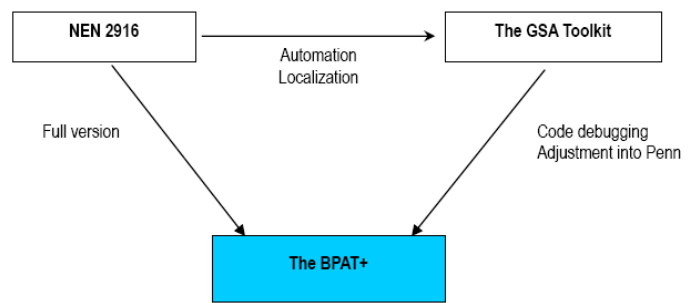 NEN 2916
The GSA Toolkit
Automation
Localization
Full version
Code debugging
Adjustment into Penn
The BPAT+